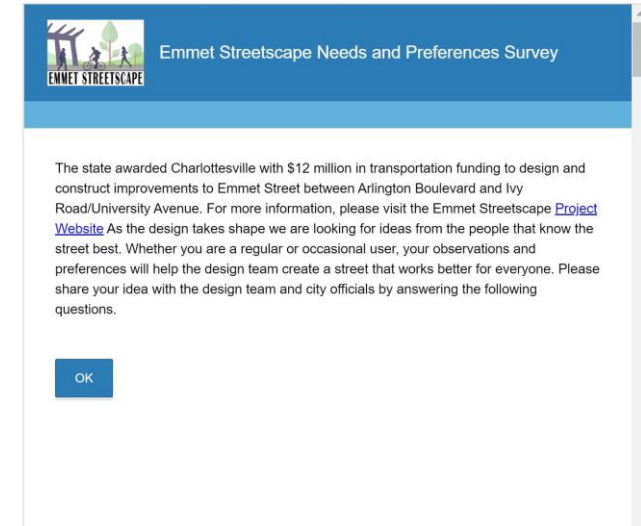 EMMET STREETSCAPE
Emmet Streetscape Needs and Preferences Survey
The state awarded Charlottesville with $12 million in transportation funding to design and
construct improvements to Emmet Street between Arlington Boulevard and Ivy
Road/University Avenue. For more information, please visit the Emmet Streetscape Project
Website As the design takes shape we are looking for ideas from the people that know the
street best. Whether you are a regular or occasional user, your observations and
preferences will help the design team create a street that works better for everyone. Please
share your idea with the design team and city officials by answering the following
questions.
OK